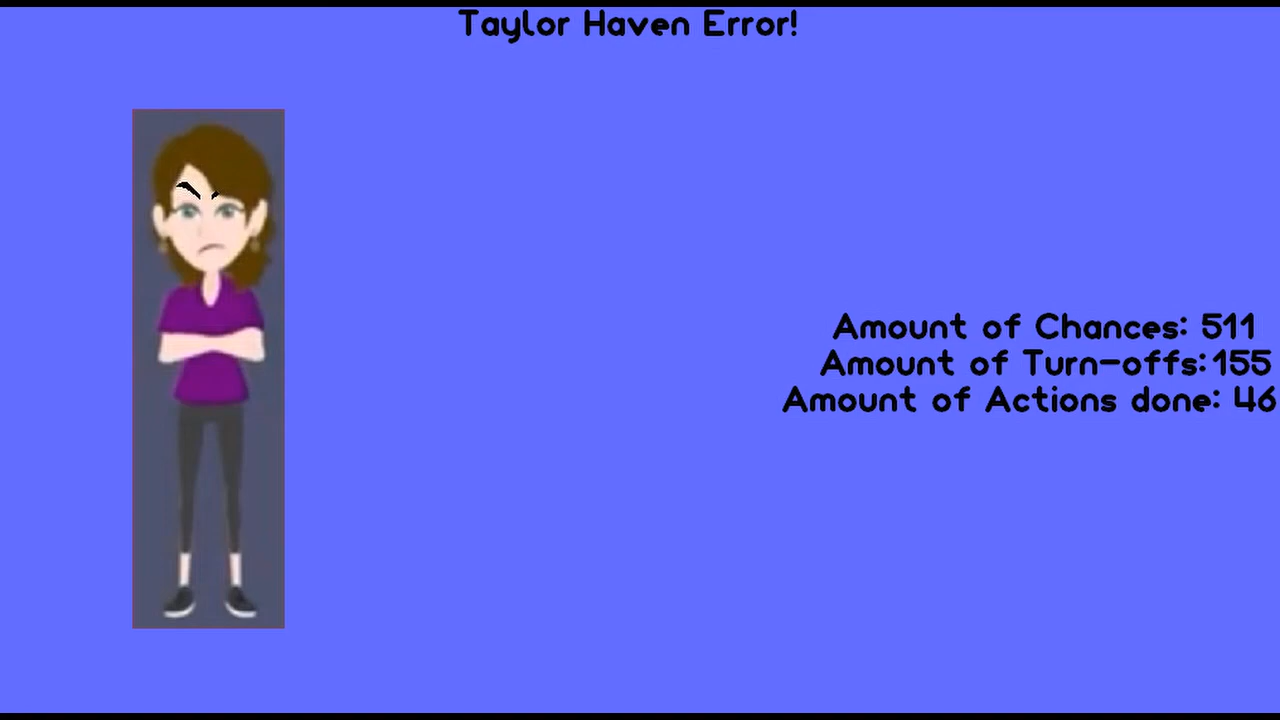 Taylor Haven Error!
Amount of Chances: 511
Amount of Turn-offs: 155
Amount of Actions done: 46